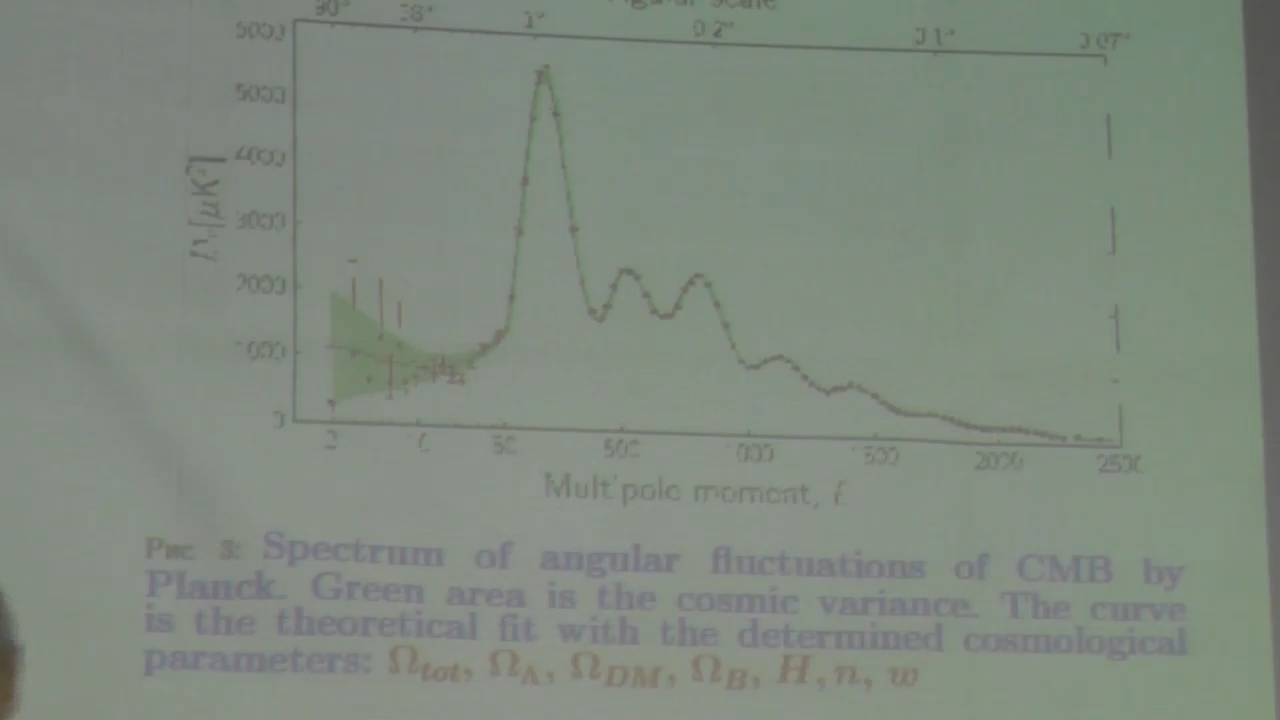 Angular scale
90° 18° 1° 0.2° 0.1° 0.07°
6000
5000
4000
3000
2000
1000
0
2 10 50 500 1000 1500 2000 2500
Multipole moment, ℓ
Рис. 3: Spectrum of angular fluctuations of CMB by
Planck. Green area is the cosmic variance. The curve
is the theoretical fit with the determined cosmological
parameters: Ω_tot, Ω_Λ, Ω_DM, Ω_B, H, n, w